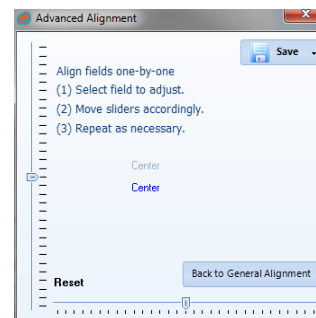 Advanced Alignment
Save
Align fields one-by-one
(1) Select field to adjust.
(2) Move sliders accordingly.
(3) Repeat as necessary.
Center
Center
Back to General Alignment
Reset